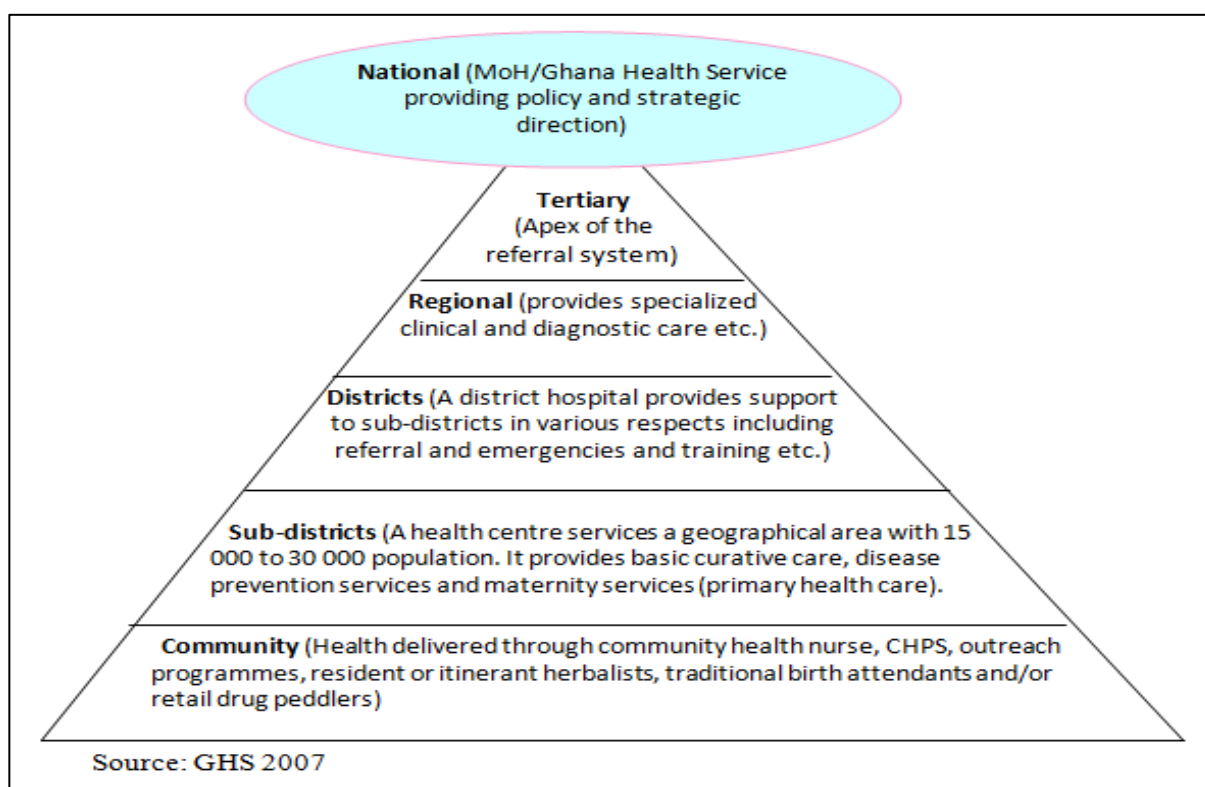 National (MoH/Ghana Health Service
providing policy and strategic
direction)
Tertiary
(Apex of the
referral system)
Regional (provides specialized
clinical and diagnostic care etc.)
Districts (A district hospital provides support
to sub-districts in various respects including
referral and emergencies and training etc.)
Sub-districts (A health centre services a geographical area with 15
000 to 30 000 population. It provides basic curative care, disease
prevention services and maternity services (primary health care).
Community (Health delivered through community health nurse, CHPS, outreach
programmes, resident or itinerant herbalists, traditional birth attendants and/or
retail drug peddlers)
Source: GHS 2007